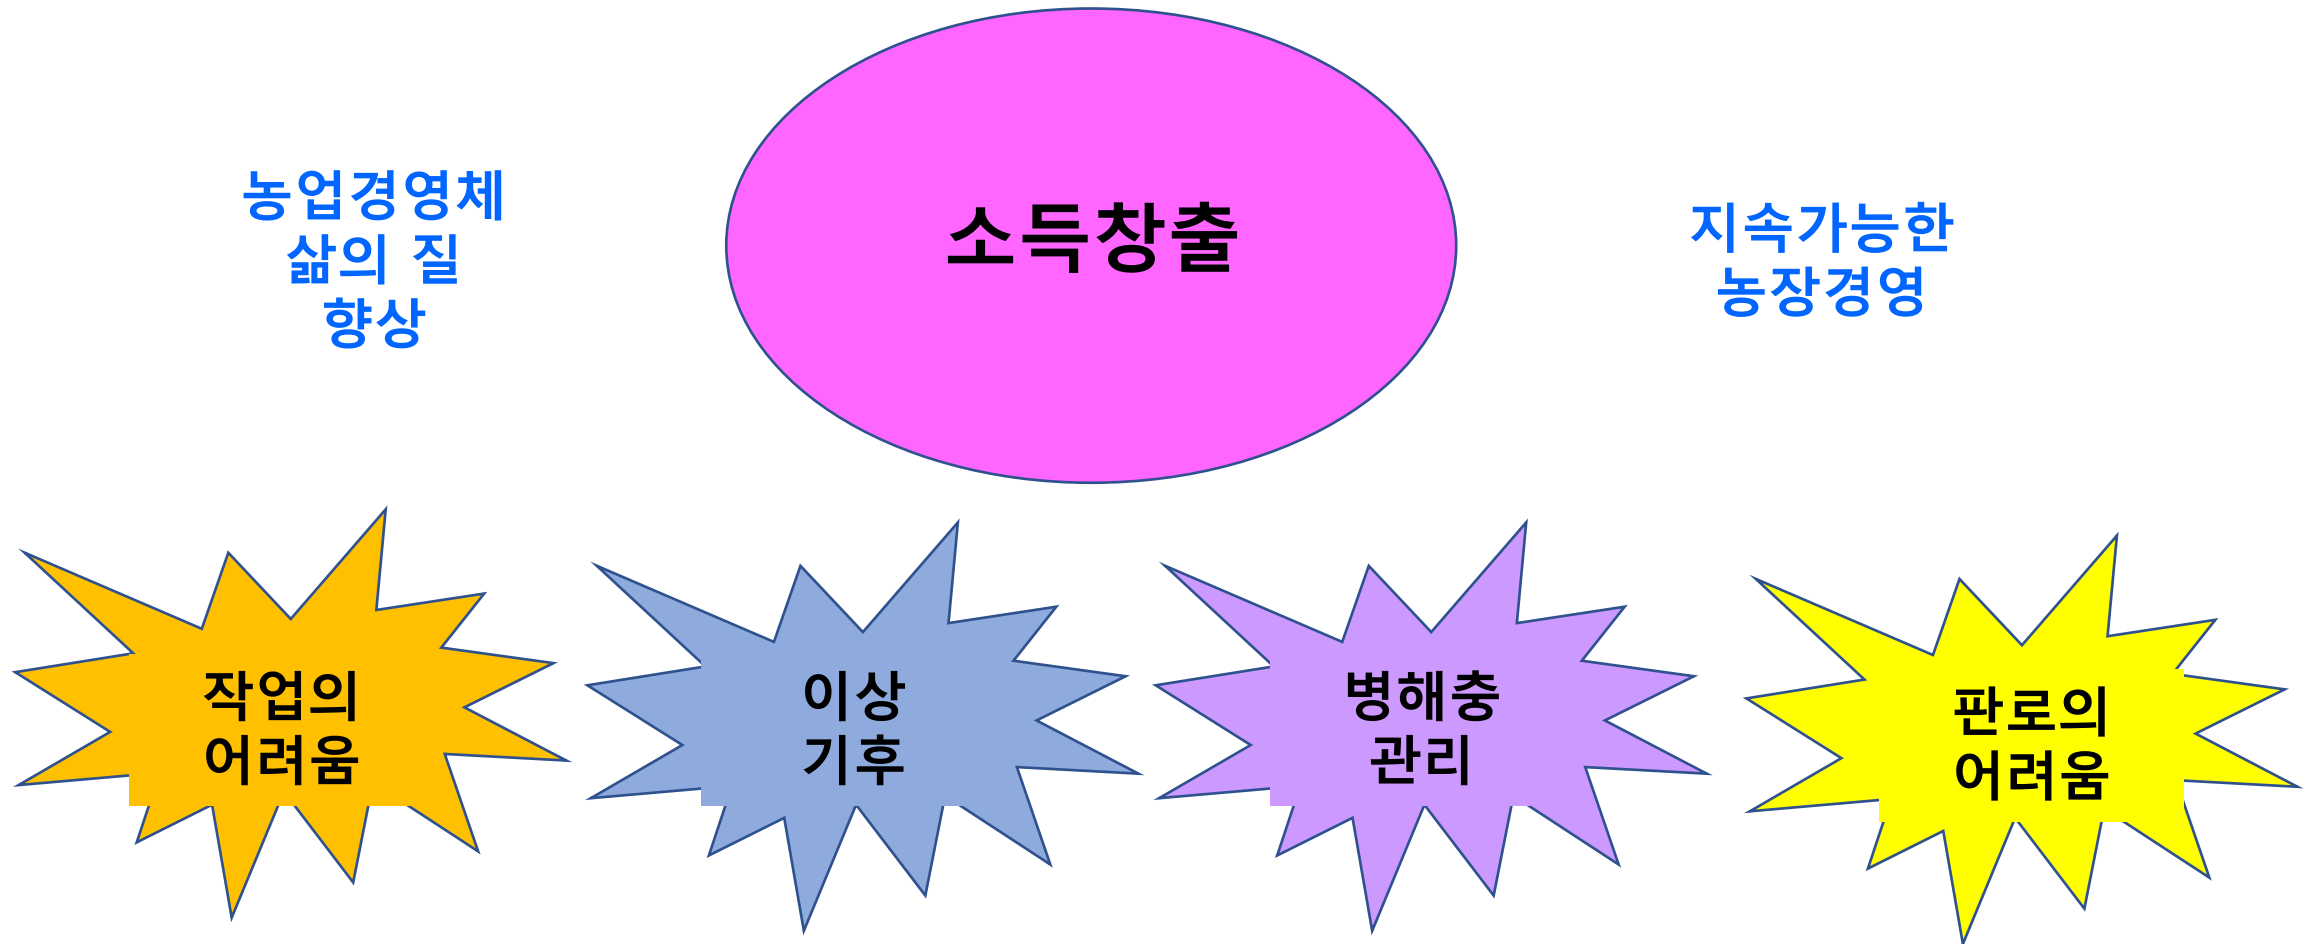 농업경영체
삶의 질
향상
소득창출
지속가능한
농장경영
작업의
어려움
이상
기후
병해충
관리
판로의
어려움